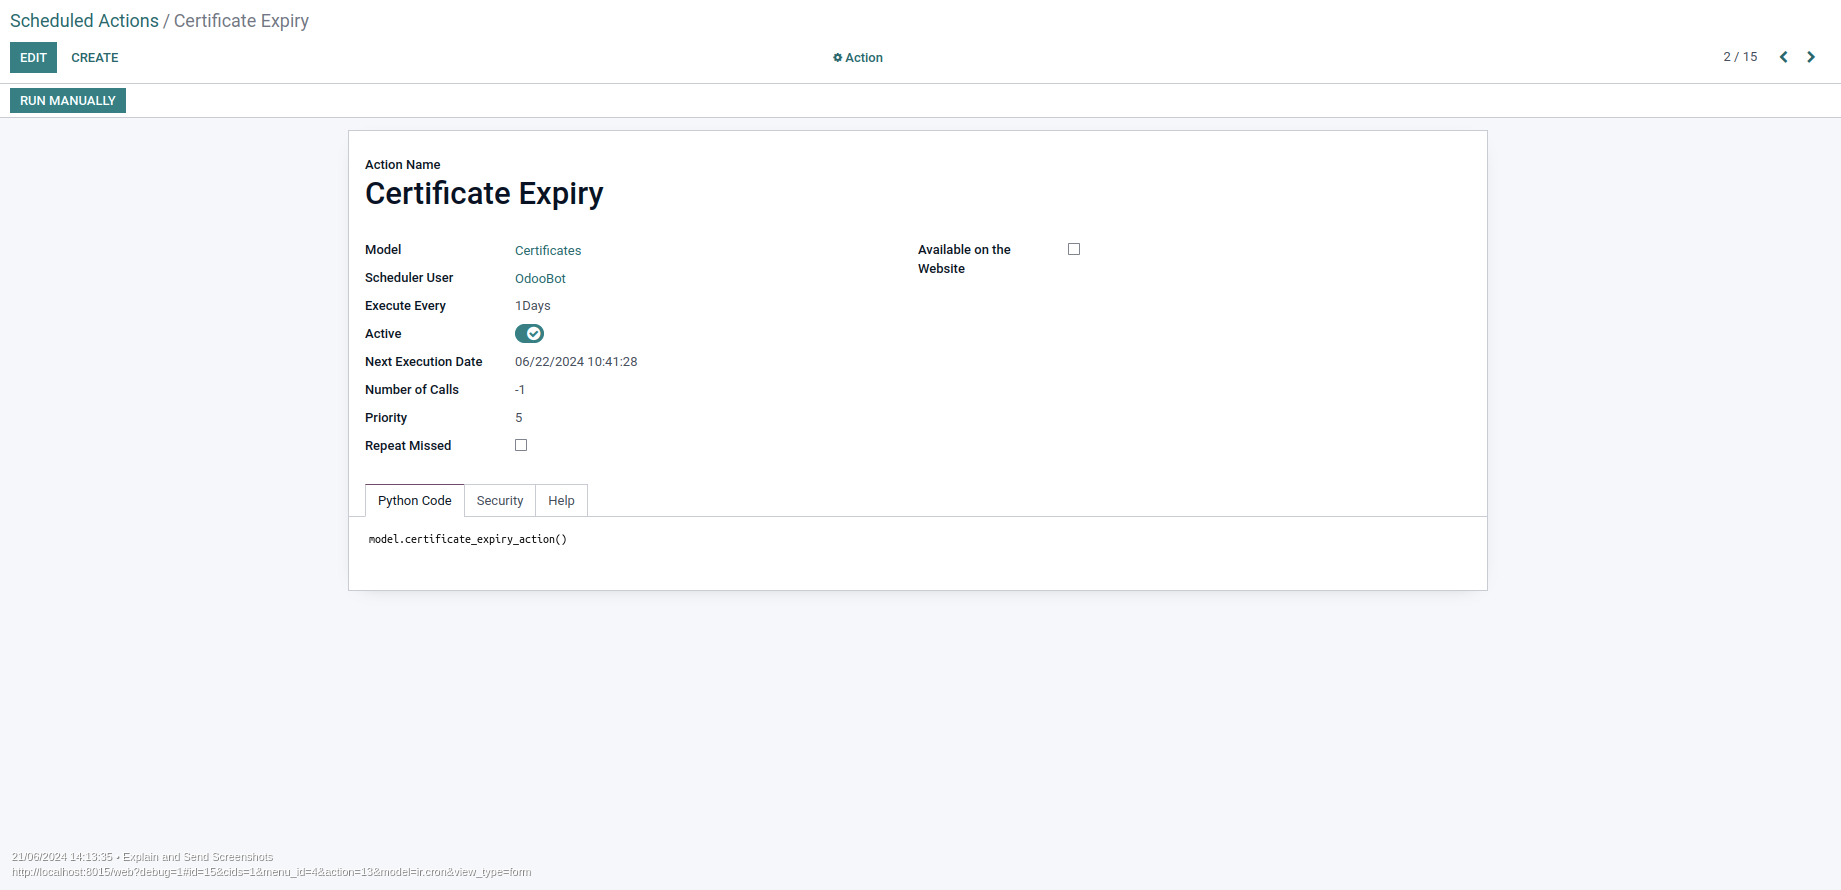 Scheduled Actions / Certificate Expiry
EDIT CREATE Action 2 / 15
RUN MANUALLY
Action Name
Certificate Expiry
Model Certificates Available on the Website
Scheduler User OdooBot
Execute Every 1Days
Active
Next Execution Date 06/22/2024 10:41:28
Number of Calls -1
Priority 5
Repeat Missed
Python Code Security Help
model.certificate_expiry_action()
21/06/2024 14:13:35 • Explain and Send Screenshots
http://localhost:8015/web?debug=1#id=15&cids=1&menu_id=4&action=13&model=ir.cron&view_type=form